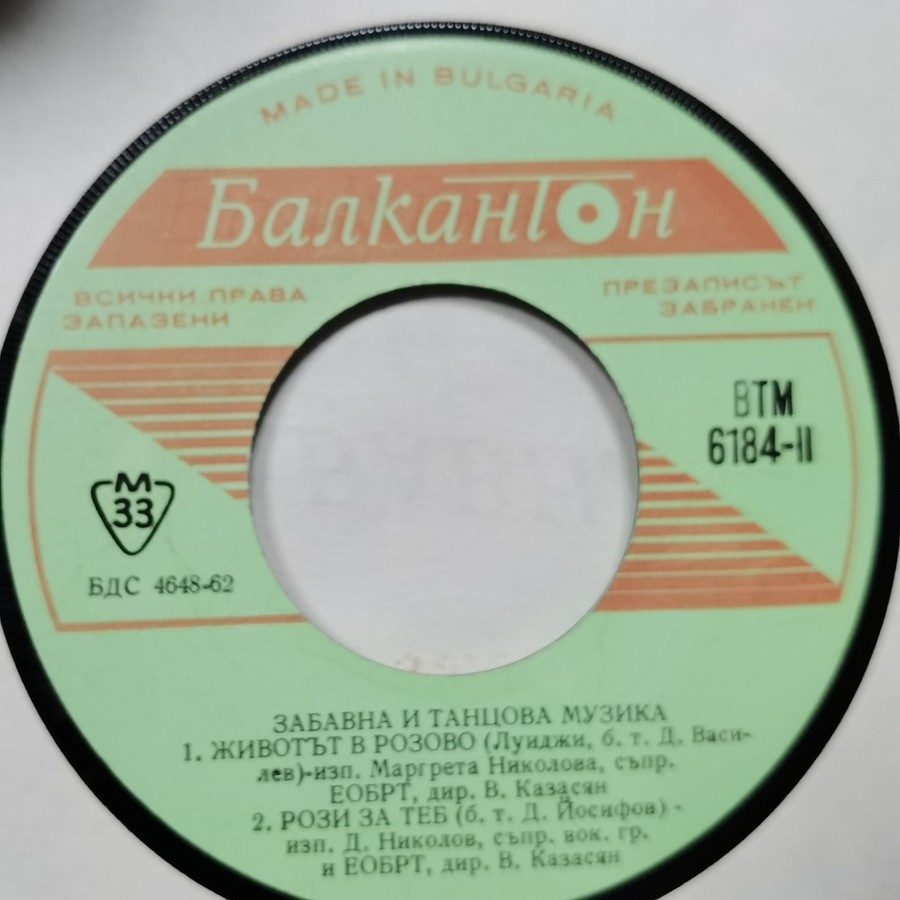 MADE IN BULGARIA
Балкантон
ВСИЧНИ ПРАВА
ЗАПАЗЕНИ
ПРЕЗАПИСЪТ
ЗАБРАНЕН
ВТМ
6184-II
М
33
БДС 4648-62
ЗАБАВНА И ТАНЦОВА МУЗИКА
1. ЖИВОТЪТ В РОЗОВО (Луиджи, б. т. Д. Васи-
лев)-изп. Маргрета Николова, съпр.
ЕОБРТ, дир. В. Казасян
2. РОЗИ ЗА ТЕБ (б. т. Д. Йосифов) -
изп. Д. Николов, съпр. вок. гр.
и ЕОБРТ, дир. В. Казасян